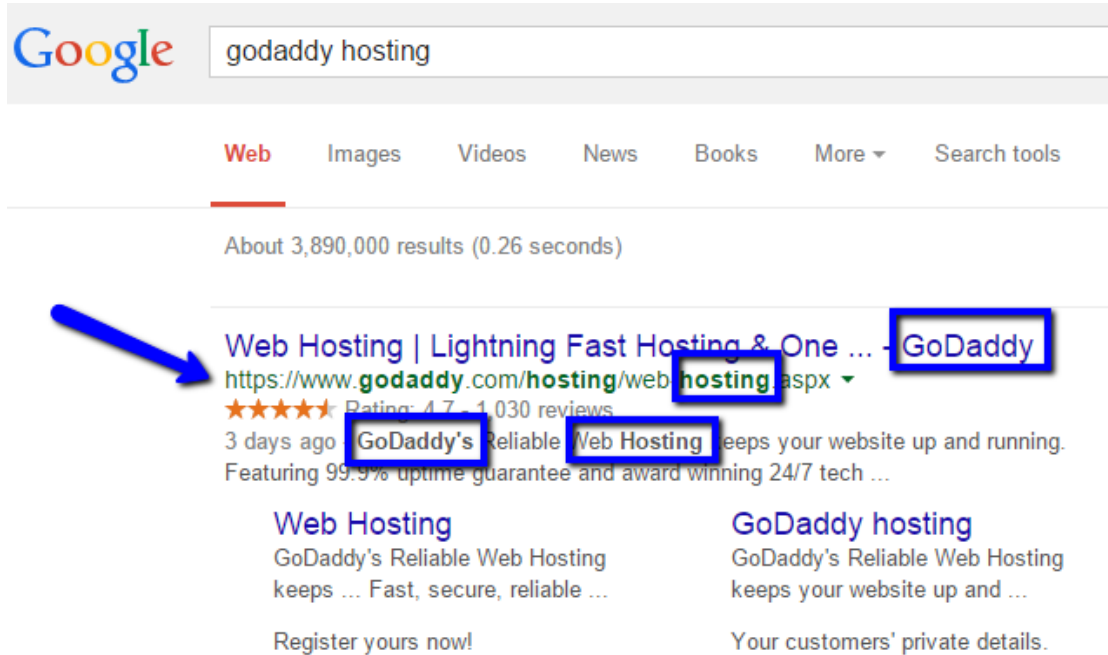 Google
godaddy hosting
Web Images Videos News Books More Search tools
About 3,890,000 results (0.26 seconds)
Web Hosting | Lightning Fast Hosting & One ... - GoDaddy
https://www.godaddy.com/hosting/web-hosting.aspx
Rating: 4.7 - 1,030 reviews
3 days ago - GoDaddy's Reliable Web Hosting keeps your website up and running.
Featuring 99.9% uptime guarantee and award winning 24/7 tech ...
Web Hosting
GoDaddy's Reliable Web Hosting
keeps ... Fast, secure, reliable ...
Register yours now!
GoDaddy hosting
GoDaddy's Reliable Web Hosting
keeps your website up and ...
Your customers' private details.